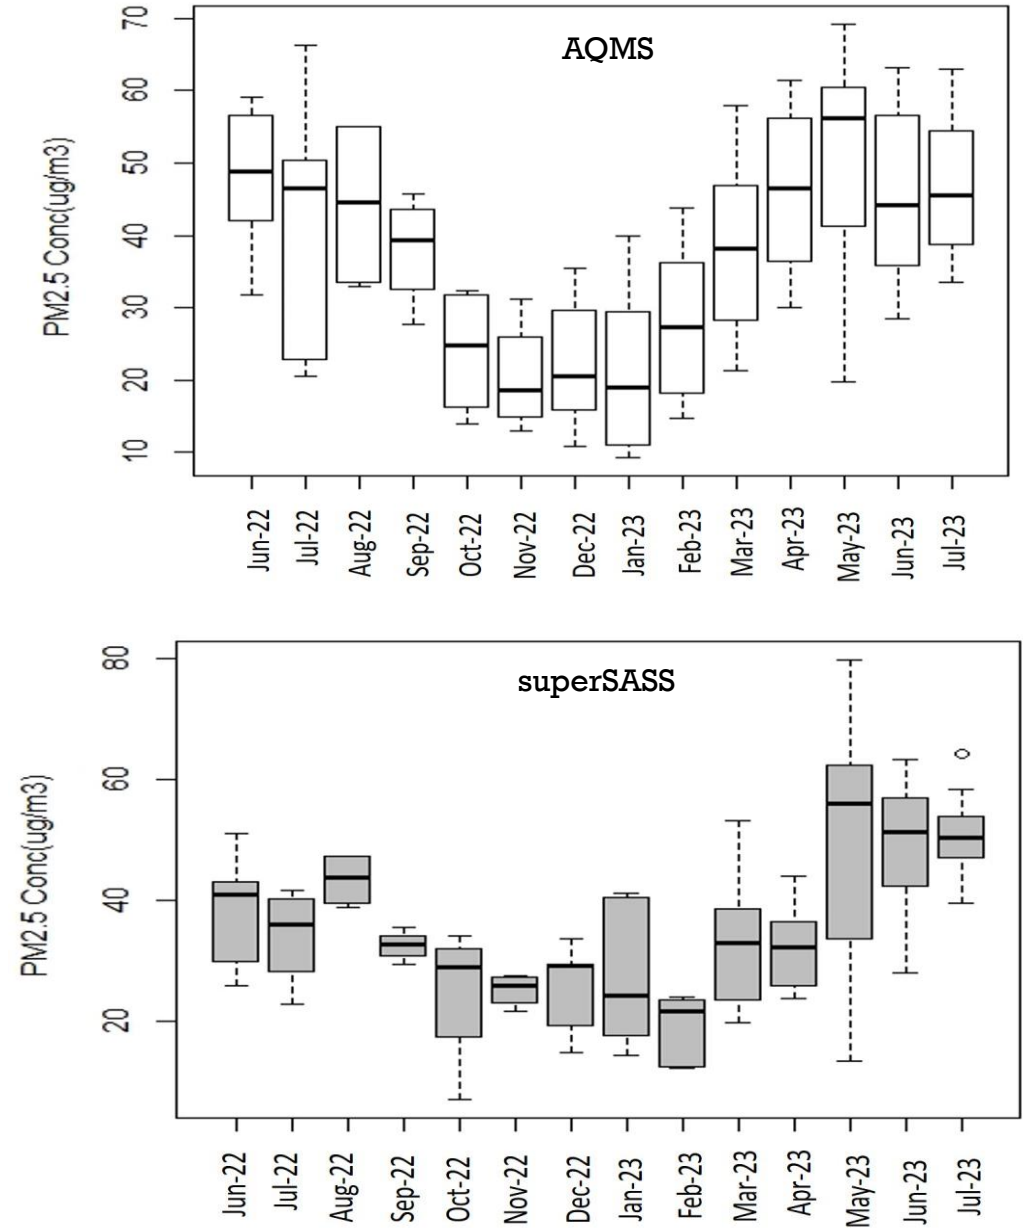 AQMS
PM2.5 Conc(ug/m3)
70
60
50
40
30
20
10
Jun-22
Jul-22
Aug-22
Sep-22
Oct-22
Nov-22
Dec-22
Jan-23
Feb-23
Mar-23
Apr-23
May-23
Jun-23
Jul-23
superSASS
PM2.5 Conc(ug/m3)
80
60
40
20
Jun-22
Jul-22
Aug-22
Sep-22
Oct-22
Nov-22
Dec-22
Jan-23
Feb-23
Mar-23
Apr-23
May-23
Jun-23
Jul-23